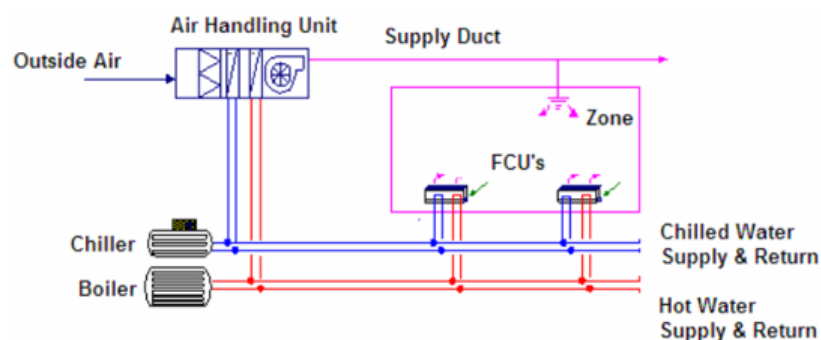 Air Handling Unit
Supply Duct
Outside Air
Zone
FCU's
Chiller
Chilled Water
Supply & Return
Boiler
Hot Water
Supply & Return